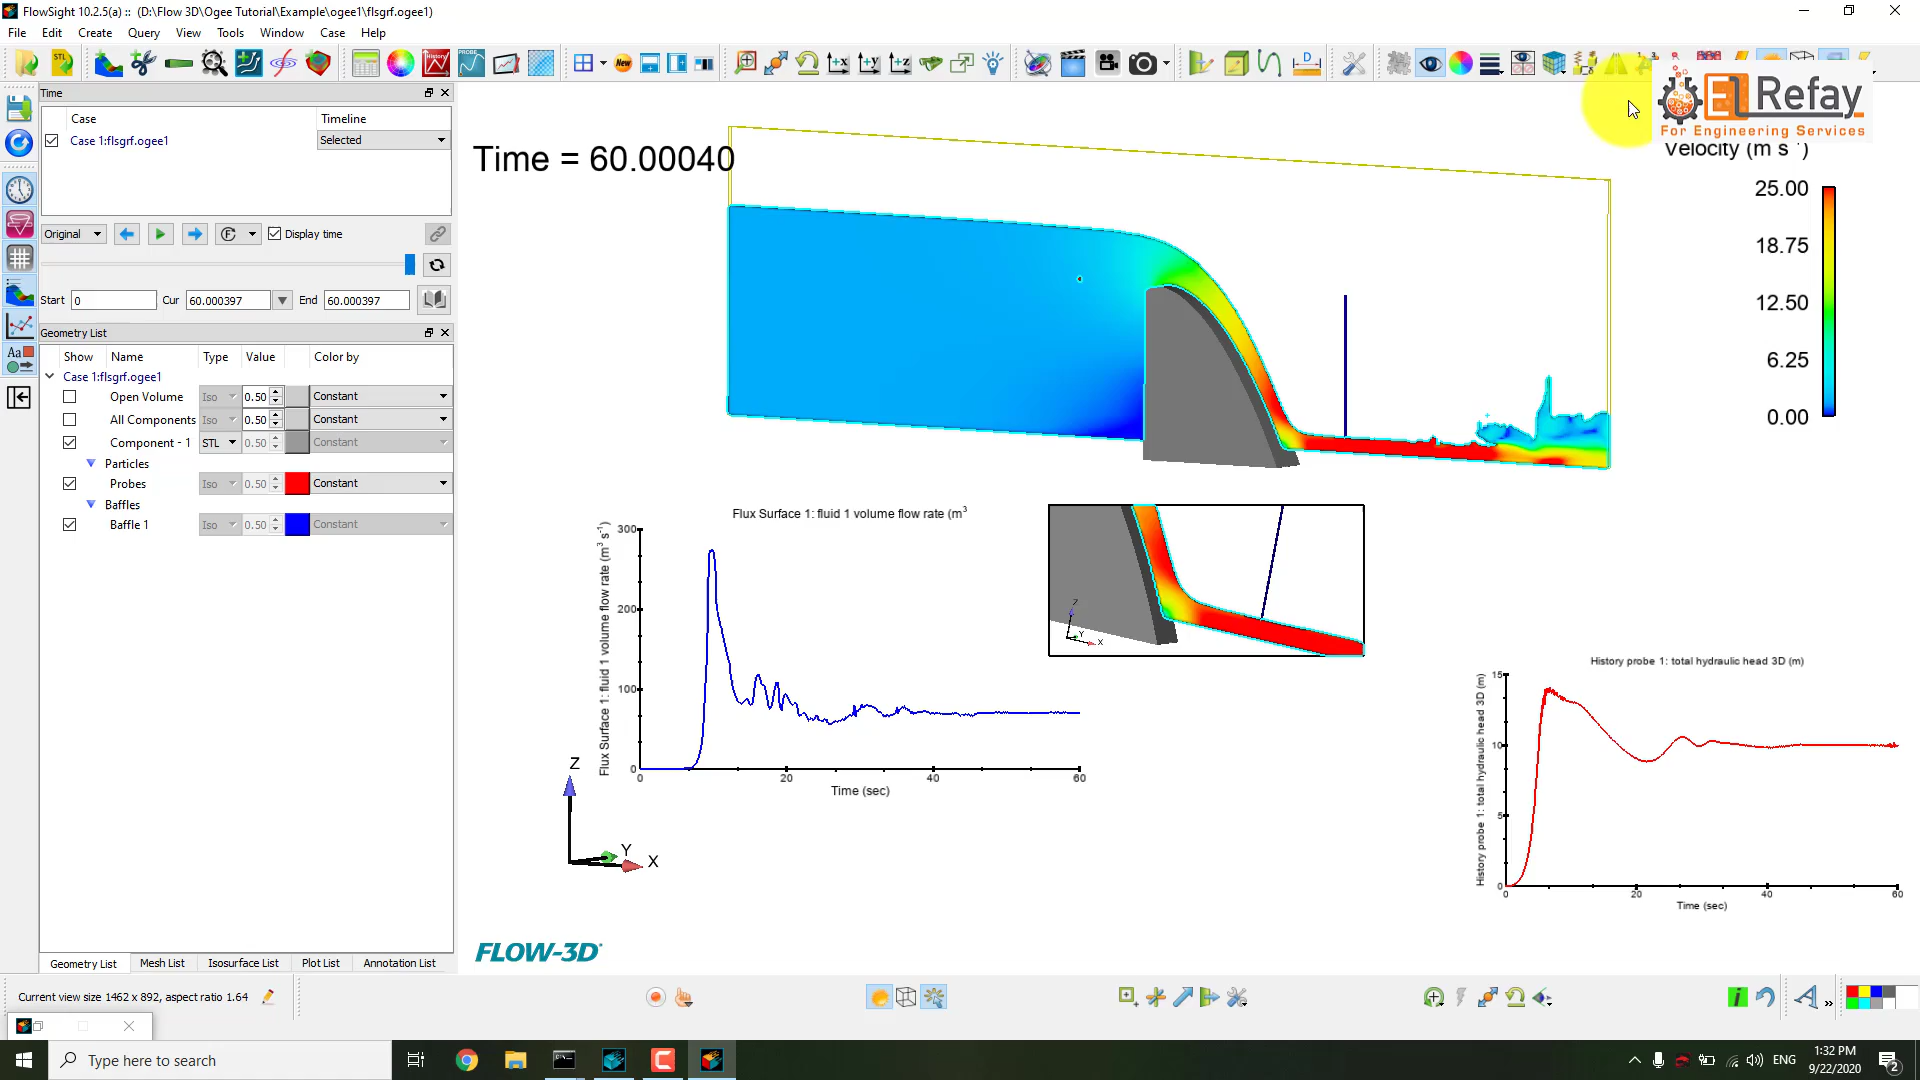 FlowSight 10.2.5(a) :: (D:\Flow 3D\Ogee Tutorial\Example\ogee1\flsgrf.ogee1)
File Edit Create Query View Tools Window Case Help
STL History PROBE New +x +y +z D
El Refay
For Engineering Services
Time
Case Timeline
Case 1:flsgrf.ogee1 Selected
Original F Display time
Start 0 Cur 60.000397 End 60.000397
Geometry List
Show Name Type Value Color by
Case 1:flsgrf.ogee1
Open Volume Iso 0.50 Constant
All Components Iso 0.50 Constant
Component - 1 STL 0.50 Constant
Particles
Probes Iso 0.50 Constant
Baffles
Baffle 1 Iso 0.50 Constant
Aa
Time = 60.00040
Velocity (m s⁻¹)
25.00
18.75
12.50
6.25
0.00
Flux Surface 1: fluid 1 volume flow rate (m³
Flux Surface 1: fluid 1 volume flow rate (m³ s⁻¹)
300
200
100
0
0 20 40 60
Time (sec)
Z
Y
X
History probe 1: total hydraulic head 3D (m)
History probe 1: total hydraulic head 3D (m)
15
10
5
0
0 20 40 60
Time (sec)
Z
Y
X
FLOW-3D
Geometry List Mesh List Isosurface List Plot List Annotation List
Current view size 1462 x 892, aspect ratio 1.64
i A »
Type here to search
ENG
1:32 PM
9/22/2020
2